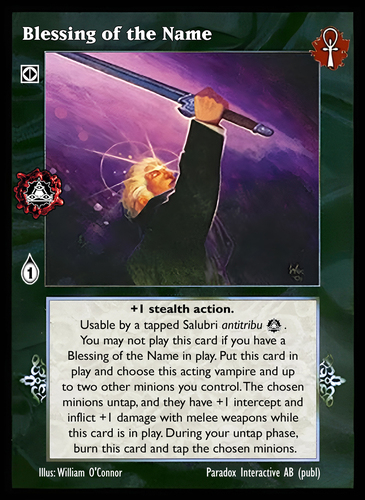 Blessing of the Name
1
+1 stealth action.
Usable by a tapped Salubri antitribu .
You may not play this card if you have a
Blessing of the Name in play. Put this card in
play and choose this acting vampire and up
to two other minions you control. The chosen
minions untap, and they have +1 intercept and
inflict +1 damage with melee weapons while
this card is in play. During your untap phase,
burn this card and tap the chosen minions.
Illus: William O'Connor Paradox Interactive AB (publ)